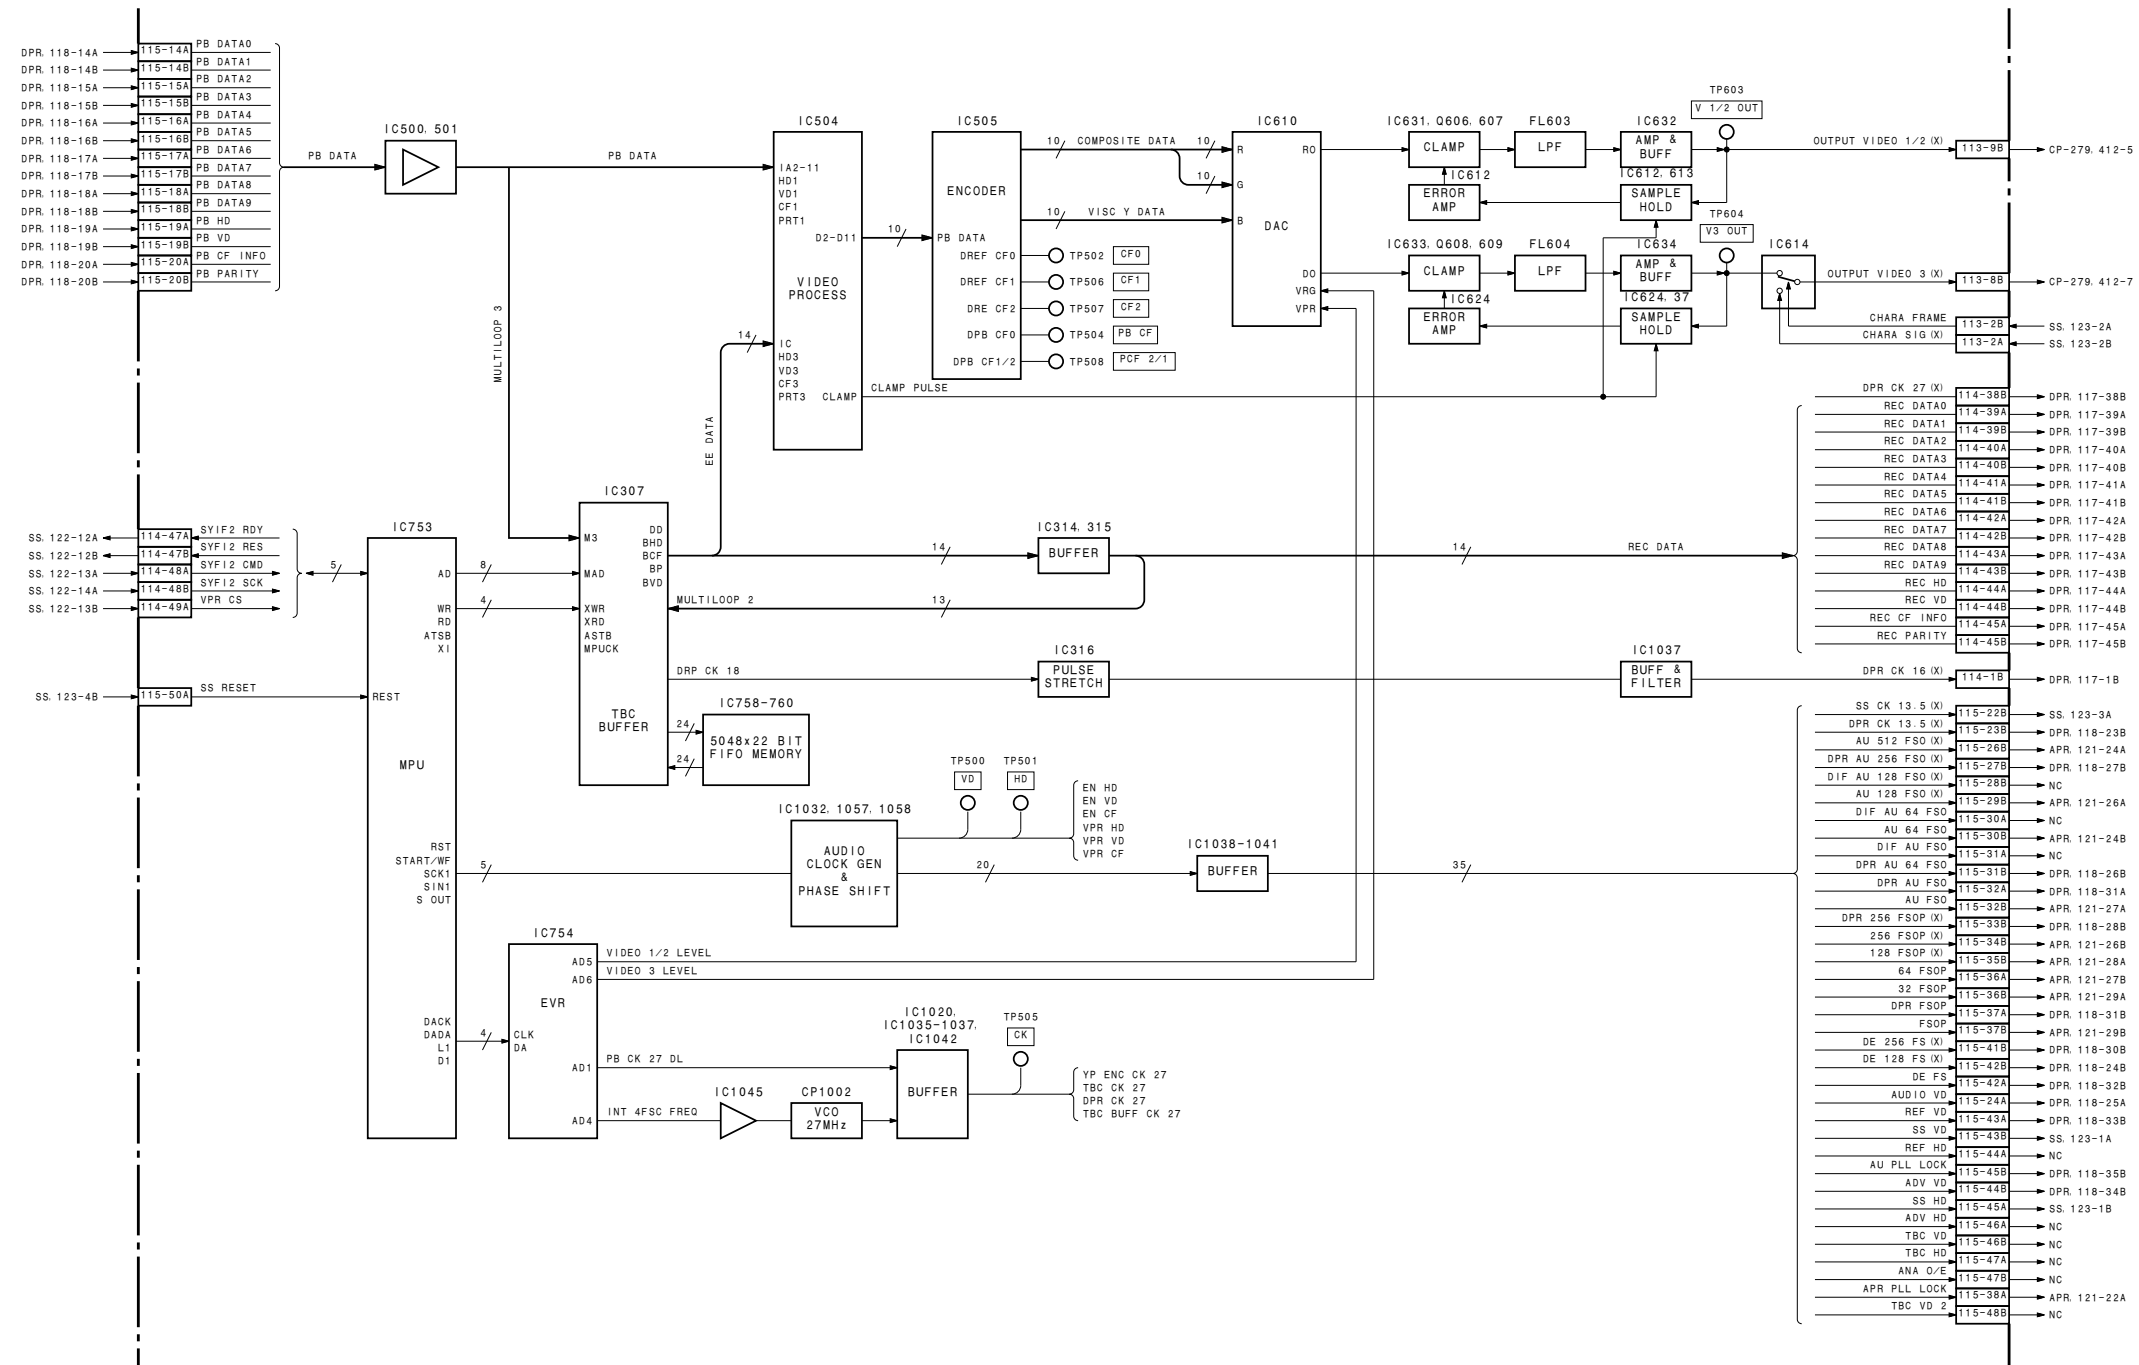 DPR, 118-14A 115-14A PB DATA0
DPR, 118-14B 115-14B PB DATA1
DPR, 118-15A 115-15A PB DATA2
DPR, 118-15B 115-15B PB DATA3
DPR, 118-16A 115-16A PB DATA4
DPR, 118-16B 115-16B PB DATA5
DPR, 118-17A 115-17A PB DATA6
DPR, 118-17B 115-17B PB DATA7
DPR, 118-18A 115-18A PB DATA8
DPR, 118-18B 115-18B PB DATA9
DPR, 118-19A 115-19A PB HD
DPR, 118-19B 115-19B PB VD
DPR, 118-20A 115-20A PB CF INFO
DPR, 118-20B 115-20B PB PARITY
PB DATA
IC500, 501
PB DATA
MULTILOOP 3
IC504
IA2-11
HD1
VD1
CF1
PRT1
D2-D11
VIDEO
PROCESS
IC
HD3
VD3
CF3
PRT3
CLAMP
14
EE DATA
10
CLAMP PULSE
IC505
ENCODER
PB DATA
DREF CF0
DREF CF1
DRE CF2
DPB CF0
DPB CF1/2
TP502 CF0
TP506 CF1
TP507 CF2
TP504 PB CF
TP508 PCF 2/1
10 COMPOSITE DATA 10
10
10 VISC Y DATA
IC610
R
G
B
DAC
RO
DO
VRG
VPR
IC631, Q606, 607
CLAMP
FL603
LPF
IC632
AMP &
BUFF
TP603
V 1/2 OUT
IC612
ERROR
AMP
IC612, 613
SAMPLE
HOLD
IC633, Q608, 609
CLAMP
FL604
LPF
IC634
AMP &
BUFF
TP604
V3 OUT
IC614
IC624
ERROR
AMP
IC624, 37
SAMPLE
HOLD
OUTPUT VIDEO 1/2 (X) 113-9B CP-279, 412-5
OUTPUT VIDEO 3 (X) 113-8B CP-279, 412-7
CHARA FRAME 113-2B SS, 123-2A
CHARA SIG (X) 113-2A SS, 123-2B
DPR CK 27 (X) 114-38B DPR, 117-38B
REC DATA0 114-39A DPR, 117-39A
REC DATA1 114-39B DPR, 117-39B
REC DATA2 114-40A DPR, 117-40A
REC DATA3 114-40B DPR, 117-40B
REC DATA4 114-41A DPR, 117-41A
REC DATA5 114-41B DPR, 117-41B
REC DATA6 114-42A DPR, 117-42A
REC DATA7 114-42B DPR, 117-42B
REC DATA8 114-43A DPR, 117-43A
REC DATA9 114-43B DPR, 117-43B
REC HD 114-44A DPR, 117-44A
REC VD 114-44B DPR, 117-44B
REC CF INFO 114-45A DPR, 117-45A
REC PARITY 114-45B DPR, 117-45B
SS, 122-12A 114-47A SYIF2 RDY
SS, 122-12B 114-47B SYFI2 RES
SS, 122-13A 114-48A SYFI2 CMD
SS, 122-14A 114-48B SYFI2 SCK
SS, 122-13B 114-49A VPR CS
5
SS, 123-4B 115-50A SS RESET
IC753
AD
WR
RD
ATSB
XI
REST
MPU
RST
START/WF
SCK1
SIN1
S OUT
DACK
DADA
L1
D1
8
4
IC307
M3
DD
BHD
BCF
BP
BVD
MAD
XWR
XRD
ASTB
MPUCK
TBC
BUFFER
14
IC314, 315
BUFFER
14 REC DATA
MULTILOOP 2 13
DRP CK 18
IC316
PULSE
STRETCH
IC1037
BUFF &
FILTER
DPR CK 16 (X) 114-1B DPR, 117-1B
IC758-760
24
24
5048x22 BIT
FIFO MEMORY
TP500
VD
TP501
HD
EN HD
EN VD
EN CF
VPR HD
VPR VD
VPR CF
5
IC1032, 1057, 1058
AUDIO
CLOCK GEN
&
PHASE SHIFT
20
IC1038-1041
BUFFER
35
4
IC754
AD5
AD6
EVR
CLK
DA
AD1
AD4
VIDEO 1/2 LEVEL
VIDEO 3 LEVEL
PB CK 27 DL
INT 4FSC FREQ
IC1045
CP1002
VCO
27MHz
IC1020,
IC1035-1037,
IC1042
BUFFER
TP505
CK
YP ENC CK 27
TBC CK 27
DPR CK 27
TBC BUFF CK 27
SS CK 13.5 (X) 115-22B SS, 123-3A
DPR CK 13.5 (X) 115-23B DPR, 118-23B
AU 512 FSO (X) 115-26B APR, 121-24A
DPR AU 256 FSO (X) 115-27B DPR, 118-27B
DIF AU 128 FSO (X) 115-28B NC
AU 128 FSO (X) 115-29B APR, 121-26A
DIF AU 64 FSO 115-30A NC
AU 64 FSO 115-30B APR, 121-24B
DIF AU FSO 115-31A NC
DPR AU 64 FSO 115-31B DPR, 118-26B
DPR AU FSO 115-32A DPR, 118-31A
AU FSO 115-32B APR, 121-27A
DPR 256 FSOP (X) 115-33B DPR, 118-28B
256 FSOP (X) 115-34B APR, 121-26B
128 FSOP (X) 115-35B APR, 121-28A
64 FSOP 115-36A APR, 121-27B
32 FSOP 115-36B APR, 121-29A
DPR FSOP 115-37A DPR, 118-31B
FSOP 115-37B APR, 121-29B
DE 256 FS (X) 115-41B DPR, 118-30B
DE 128 FS (X) 115-42B DPR, 118-24B
DE FS 115-42A DPR, 118-32B
AUDIO VD 115-24A DPR, 118-25A
REF VD 115-43A DPR, 118-33B
SS VD 115-43B SS, 123-1A
REF HD 115-44A NC
AU PLL LOCK 115-45B DPR, 118-35B
ADV VD 115-44B DPR, 118-34B
SS HD 115-45A SS, 123-1B
ADV HD 115-46A NC
TBC VD 115-46B NC
TBC HD 115-47A NC
ANA O/E 115-47B NC
APR PLL LOCK 115-38A APR, 121-22A
TBC VD 2 115-48B NC